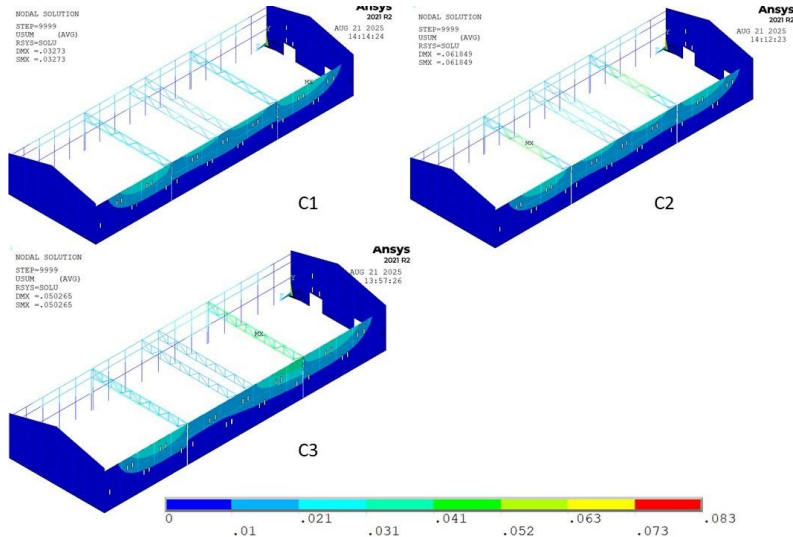 NODAL SOLUTION
STEP=9999
USUM (AVG)
RSYS=SOLU
DMX =.03273
SMX =.03273
Ansys
2021 R2
AUG 21 2025
14:14:24
MX
C1
NODAL SOLUTION
STEP=9999
USUM (AVG)
RSYS=SOLU
DMX =.061849
SMX =.061849
Ansys
2021 R2
AUG 21 2025
14:12:23
MX
C2
NODAL SOLUTION
STEP=9999
USUM (AVG)
RSYS=SOLU
DMX =.050265
SMX =.050265
Ansys
2021 R2
AUG 21 2025
13:57:26
MX
C3
0 .021 .041 .063 .083
.01 .031 .052 .073